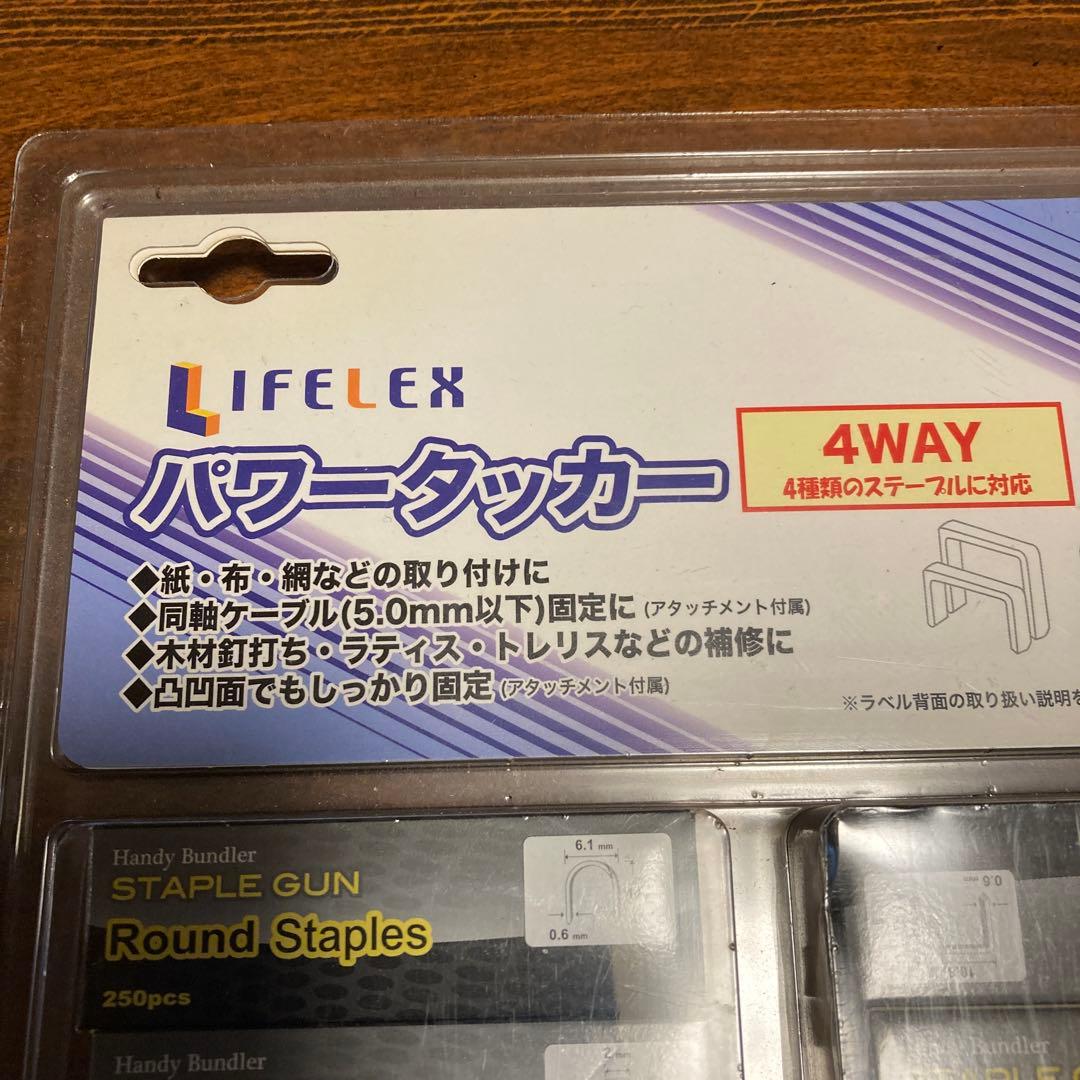 LIFELEX
パワータッカー
4WAY
4種類のステープルに対応
◆紙・布・網などの取り付けに
◆同軸ケーブル(5.0mm以下)固定に (アタッチメント付属)
◆木材釘打ち・ラティス・トレリスなどの補修に
◆凸凹面でもしっかり固定 (アタッチメント付属)
※ラベル背面の取り扱い説明を
Handy Bundler
STAPLE GUN
Round Staples
250pcs
6.1 mm
0.6 mm
Handy Bundler
2 mm
0.6 mm
Handy Bundler
STAPLE G